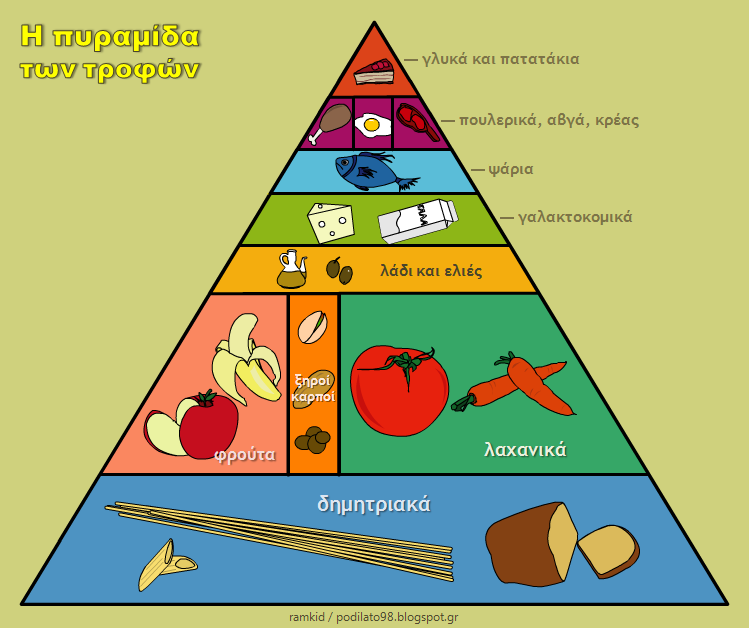 Η πυραμίδα
των τροφών
γλυκά και πατατάκια
πουλερικά, αβγά, κρέας
ψάρια
γαλακτοκομικά
λάδι και ελιές
ξηροί
καρποί
φρούτα
λαχανικά
δημητριακά
ramkid / podilato98.blogspot.gr